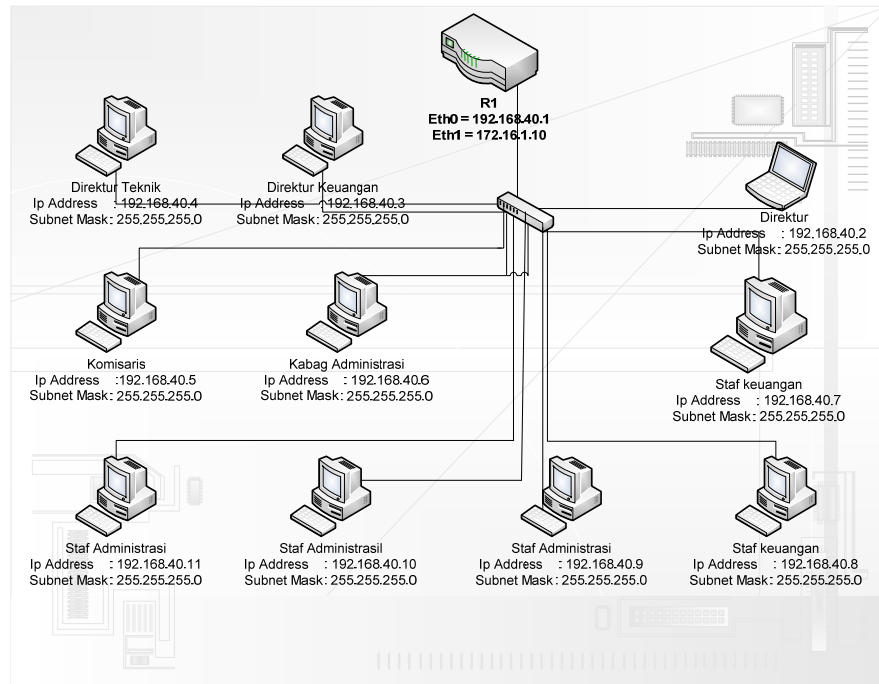 R1
Eth0 = 192.168.40.1
Eth1 = 172.16.1.10
Direktur Teknik
Ip Address : 192.168.40.4
Subnet Mask: 255.255.255.0
Direktur Keuangan
Ip Address : 192.168.40.3
Subnet Mask: 255.255.255.0
Direktur
Ip Address : 192.168.40.2
Subnet Mask: 255.255.255.0
Komisaris
Ip Address :192.168.40.5
Subnet Mask: 255.255.255.0
Kabag Administrasi
Ip Address : 192.168.40.6
Subnet Mask: 255.255.255.0
Staf keuangan
Ip Address : 192.168.40.7
Subnet Mask: 255.255.255.0
Staf Administrasi
Ip Address : 192.168.40.11
Subnet Mask: 255.255.255.0
Staf Administrasil
Ip Address : 192.168.40.10
Subnet Mask: 255.255.255.0
Staf Administrasi
Ip Address : 192.168.40.9
Subnet Mask: 255.255.255.0
Staf keuangan
Ip Address : 192.168.40.8
Subnet Mask: 255.255.255.0